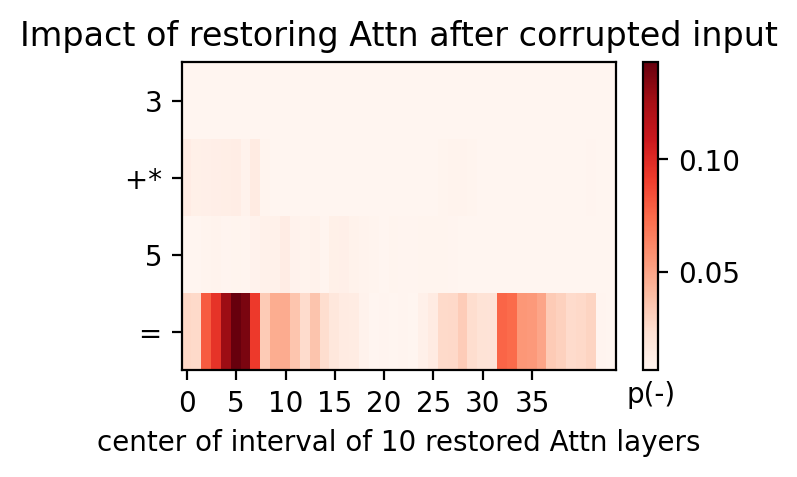 Impact of restoring Attn after corrupted input
3
+*
5
=
0 5 10 15 20 25 30 35
center of interval of 10 restored Attn layers
0.10
0.05
p(-)